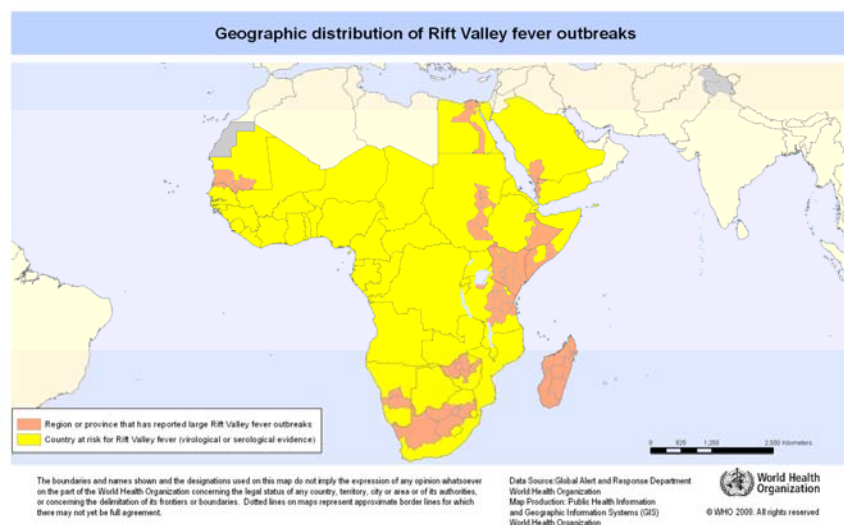 Geographic distribution of Rift Valley fever outbreaks
Region or province that has reported large Rift Valley fever outbreaks
Country at risk for Rift Valley fever (virological or serological evidence)
0 625 1,250 2,500 Kilometers
The boundaries and names shown and the designations used on this map do not imply the expression of any opinion whatsoever
on the part of the World Health Organization concerning the legal status of any country, territory, city or area or of its authorities,
or concerning the delimitation of its frontiers or boundaries. Dotted lines on maps represent approximate border lines for which
there may not yet be full agreement.
Data Source:Global Alert and Response Department
World Health Organization
Map Production: Public Health Information
and Geographic Information Systems (GIS)
World Health Organization
World Health
Organization
© WHO 2009. All rights reserved